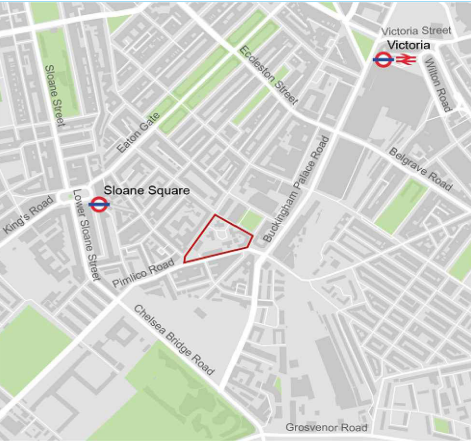 Victoria Street
Victoria
Wilton Road
Sloane Street
Eccleston Street
Eaton Gate
Belgrave Road
Buckingham Palace Road
Sloane Square
King's Road
Lower Sloane Street
Pimlico Road
Chelsea Bridge Road
Grosvenor Road